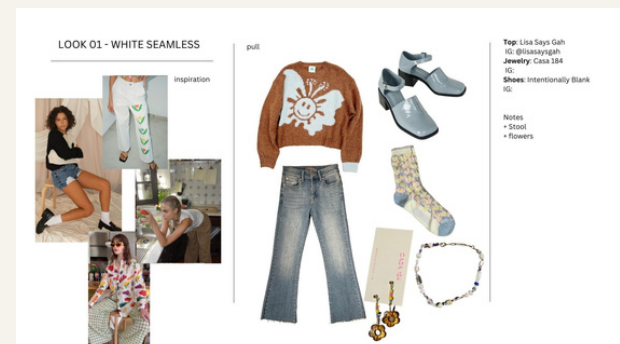 LOOK 01 - WHITE SEAMLESS
inspiration
pull
Top: Lisa Says Gah
IG: @lisasaysgah
Jewelry: Casa 184
IG:
Shoes: Intentionally Blank
IG:
Notes
+ Stool
+ flowers